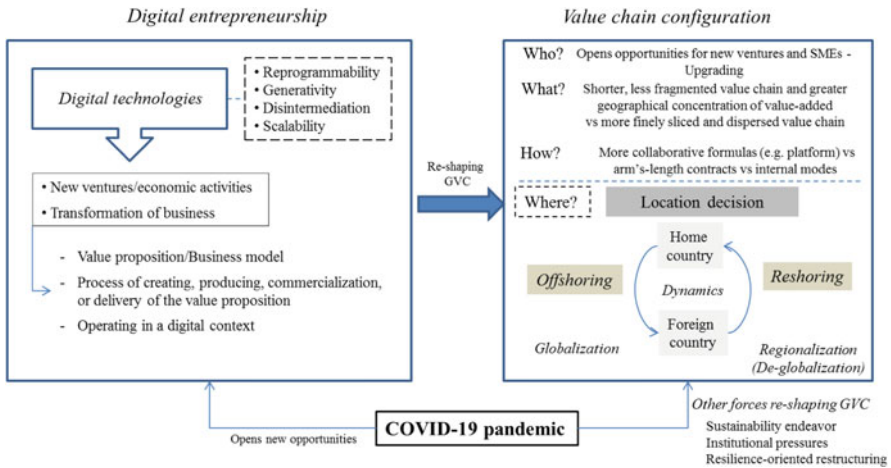 Digital entrepreneurship
Digital technologies
• Reprogrammability
• Generativity
• Disintermediation
• Scalability
• New ventures/economic activities
• Transformation of business
- Value proposition/Business model
- Process of creating, producing, commercialization,
or delivery of the value proposition
- Operating in a digital context
Re-shaping
GVC
Value chain configuration
Who? Opens opportunities for new ventures and SMEs -
Upgrading
What? Shorter, less fragmented value chain and greater
geographical concentration of value-added
vs more finely sliced and dispersed value chain
How? More collaborative formulas (e.g. platform) vs
arm's-length contracts vs internal modes
Where? Location decision
Home
country
Offshoring
Dynamics
Reshoring
Foreign
country
Globalization
Regionalization
(De-globalization)
Opens new opportunities
COVID-19 pandemic
Other forces re-shaping GVC
Sustainability endeavor
Institutional pressures
Resilience-oriented restructuring